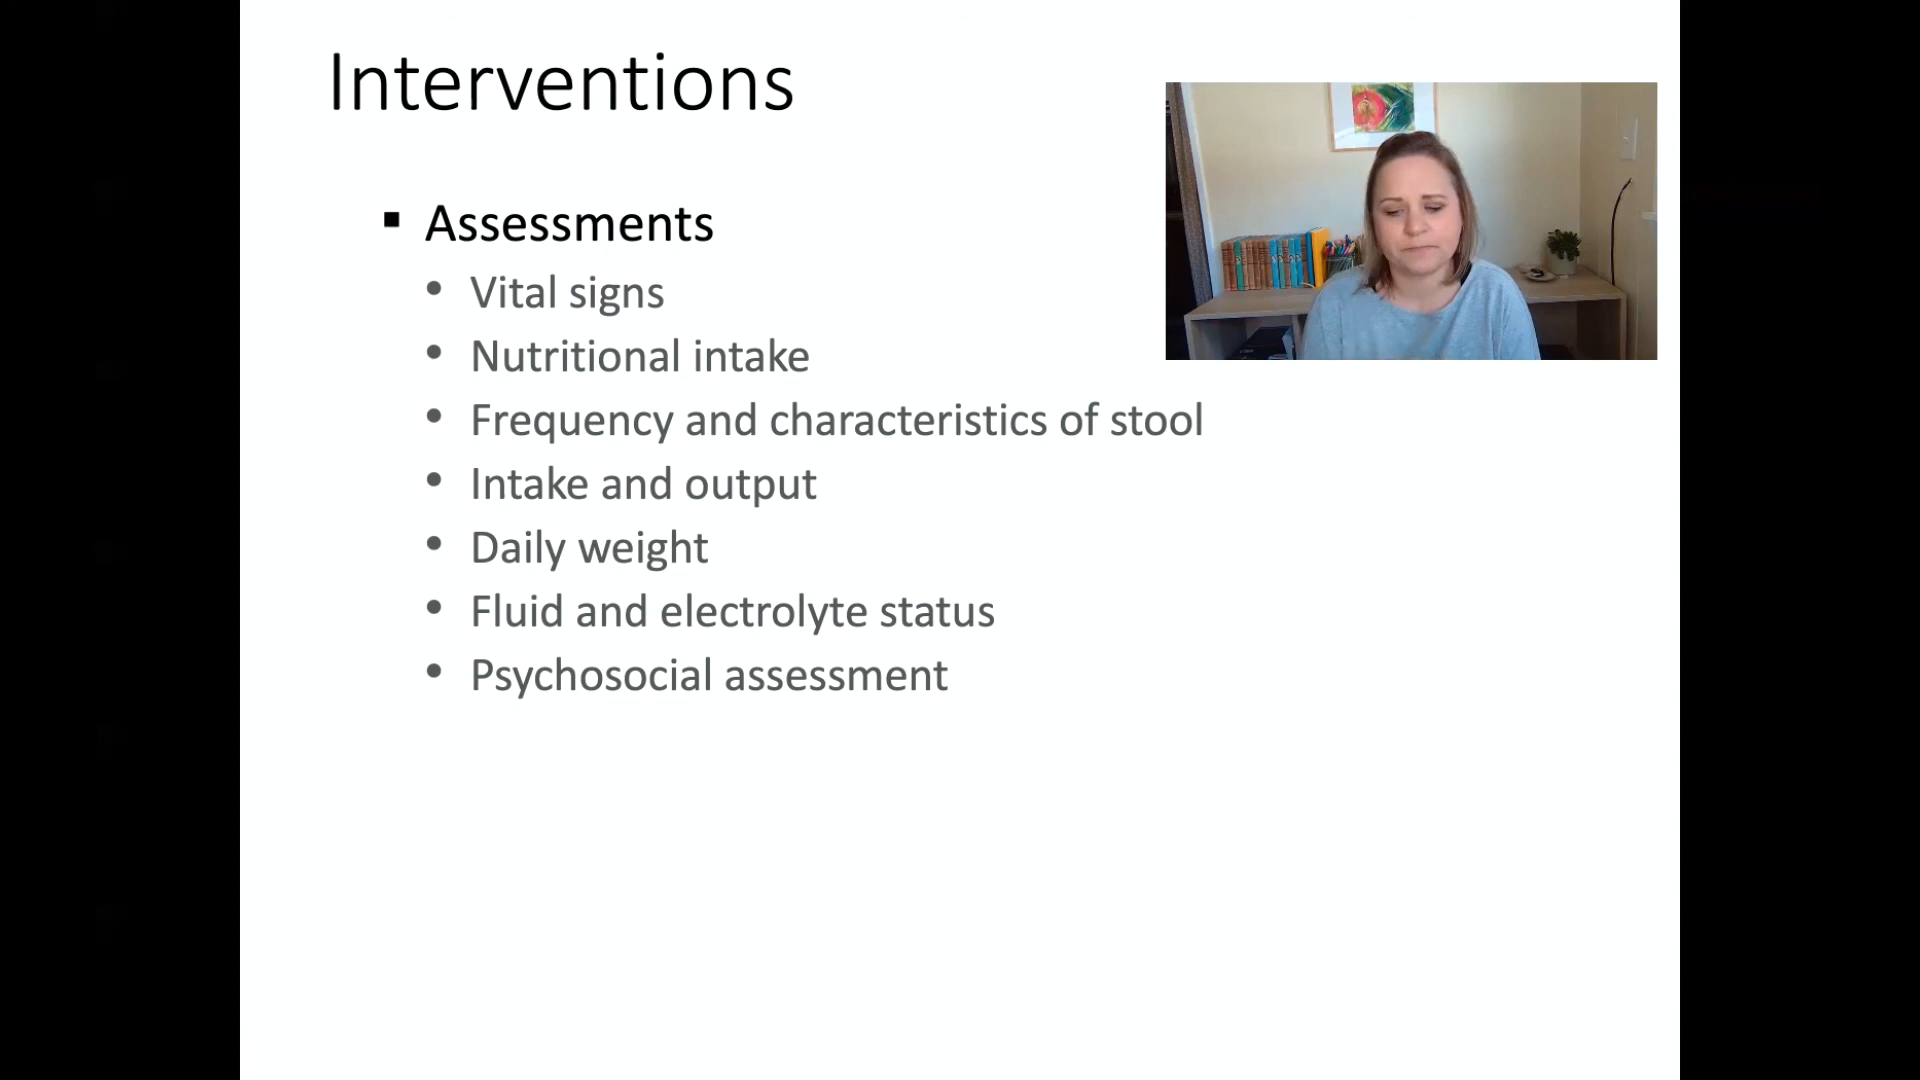 Interventions
▪ Assessments
• Vital signs
• Nutritional intake
• Frequency and characteristics of stool
• Intake and output
• Daily weight
• Fluid and electrolyte status
• Psychosocial assessment